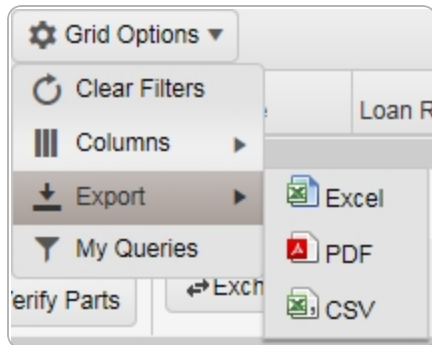 Grid Options
Clear Filters
Loan R
Columns
Export
Excel
My Queries
PDF
erify Parts
Exch
CSV